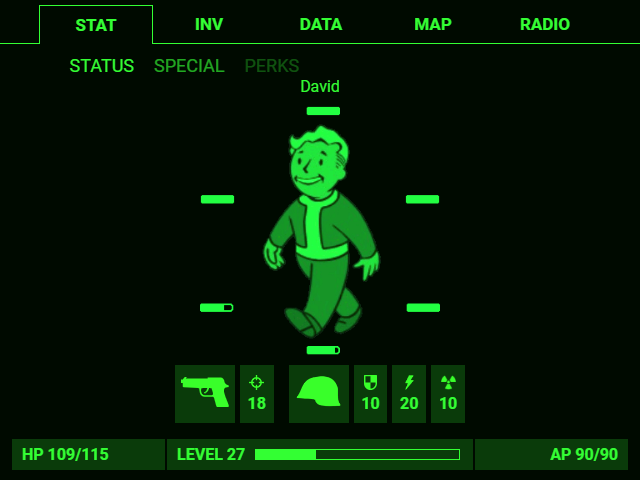 STAT INV DATA MAP RADIO
STATUS SPECIAL PERKS
David
18 10 20 10
HP 109/115 LEVEL 27 AP 90/90